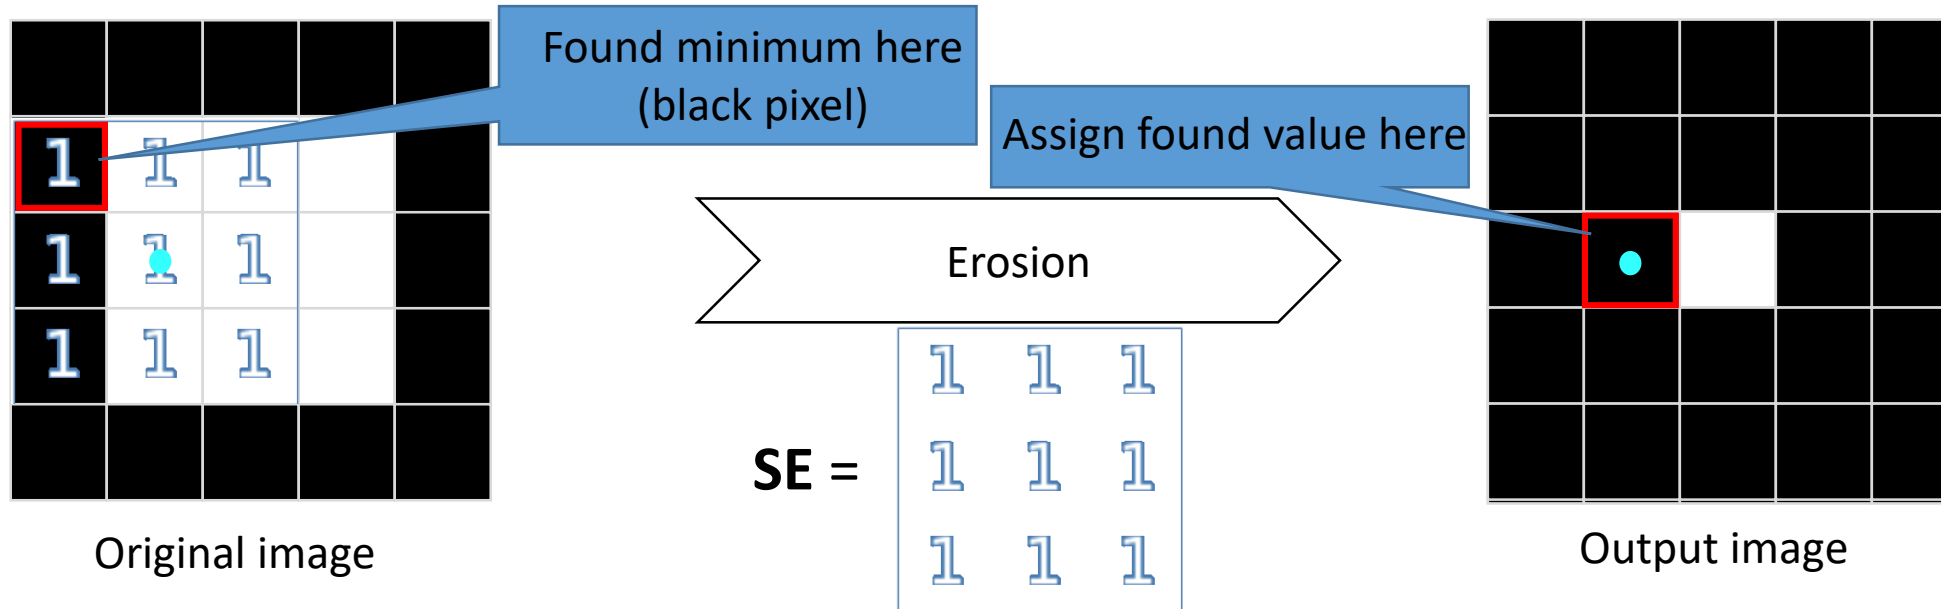 Found minimum here
(black pixel)
Assign found value here
1 1 1
1 1 1
1 1 1
Erosion
SE =
1 1 1
1 1 1
1 1 1
Original image
Output image